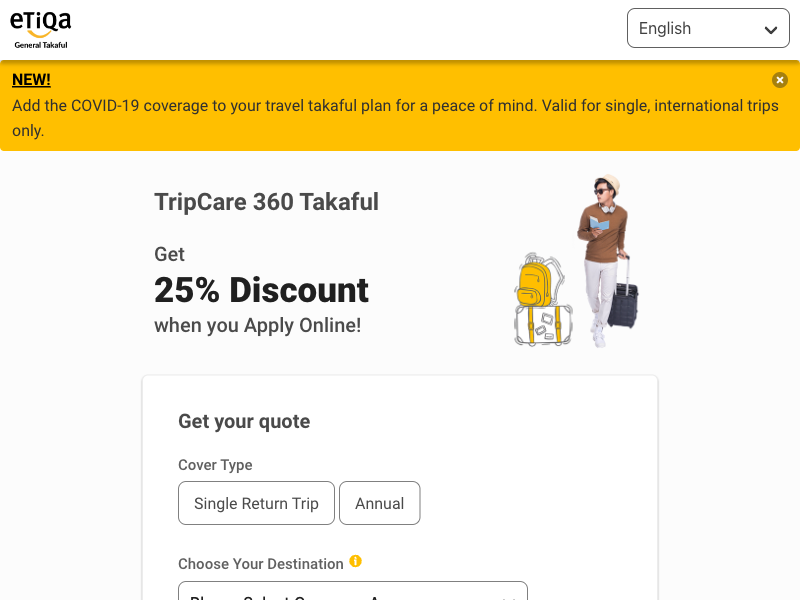 eTiQa
General Takaful
English
NEW!
Add the COVID-19 coverage to your travel takaful plan for a peace of mind. Valid for single, international trips
only.
TripCare 360 Takaful
Get
25% Discount
when you Apply Online!
Get your quote
Cover Type
Single Return Trip
Annual
Choose Your Destination